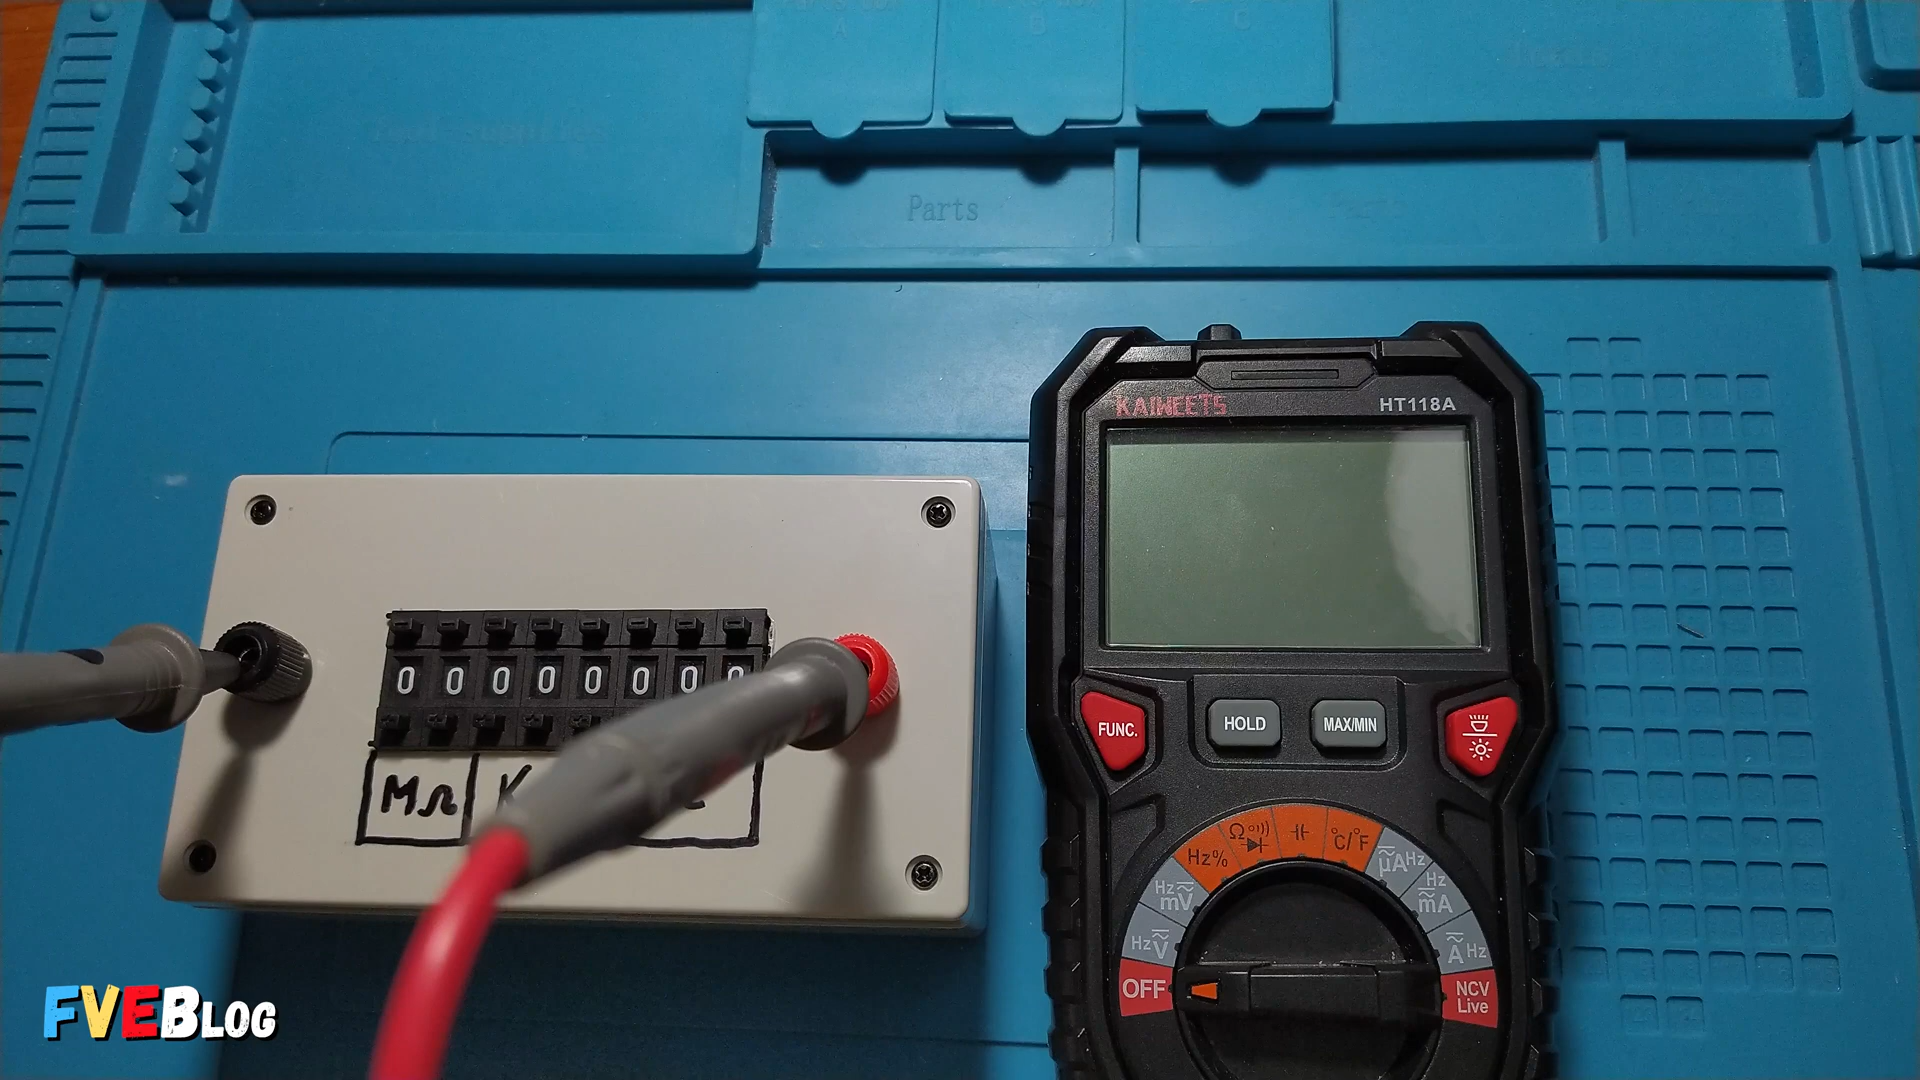 A
B
C
Parts
KAIWEETS
HT118A
0 0 0 0 0 0 0 0
FUNC.
HOLD
MAX/MIN
MΩ
K
Hz%
Ω
°C/°F
µA Hz
Hz mV
Hz mA
Hz V
A Hz
OFF
NCV
Live
FVEBLOG